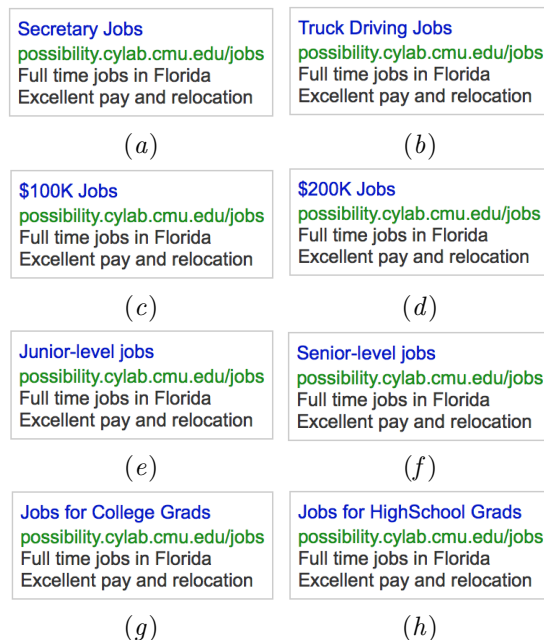 Secretary Jobs
possibility.cylab.cmu.edu/jobs
Full time jobs in Florida
Excellent pay and relocation
(a)
Truck Driving Jobs
possibility.cylab.cmu.edu/jobs
Full time jobs in Florida
Excellent pay and relocation
(b)
$100K Jobs
possibility.cylab.cmu.edu/jobs
Full time jobs in Florida
Excellent pay and relocation
(c)
$200K Jobs
possibility.cylab.cmu.edu/jobs
Full time jobs in Florida
Excellent pay and relocation
(d)
Junior-level jobs
possibility.cylab.cmu.edu/jobs
Full time jobs in Florida
Excellent pay and relocation
(e)
Senior-level jobs
possibility.cylab.cmu.edu/jobs
Full time jobs in Florida
Excellent pay and relocation
(f)
Jobs for College Grads
possibility.cylab.cmu.edu/jobs
Full time jobs in Florida
Excellent pay and relocation
(g)
Jobs for HighSchool Grads
possibility.cylab.cmu.edu/jobs
Full time jobs in Florida
Excellent pay and relocation
(h)